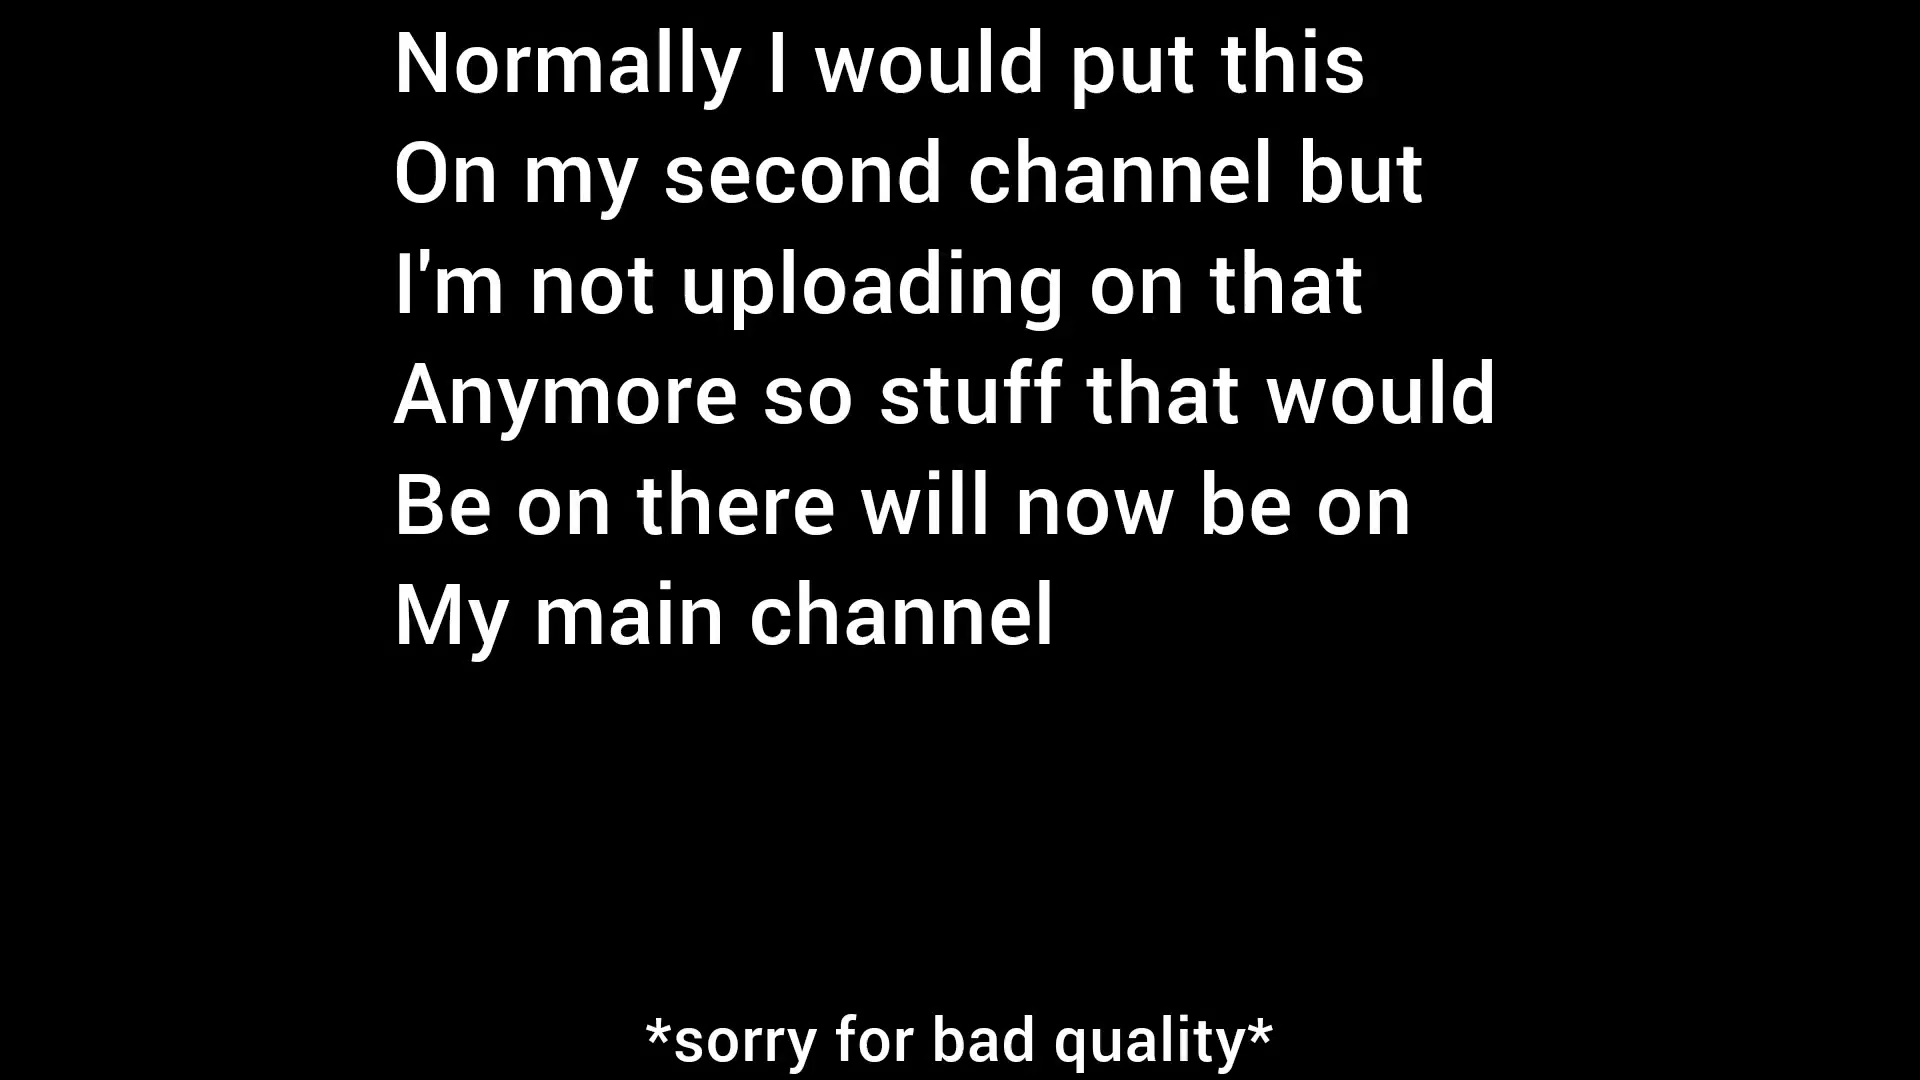 Normally I would put this
On my second channel but
I'm not uploading on that
Anymore so stuff that would
Be on there will now be on
My main channel
*sorry for bad quality*